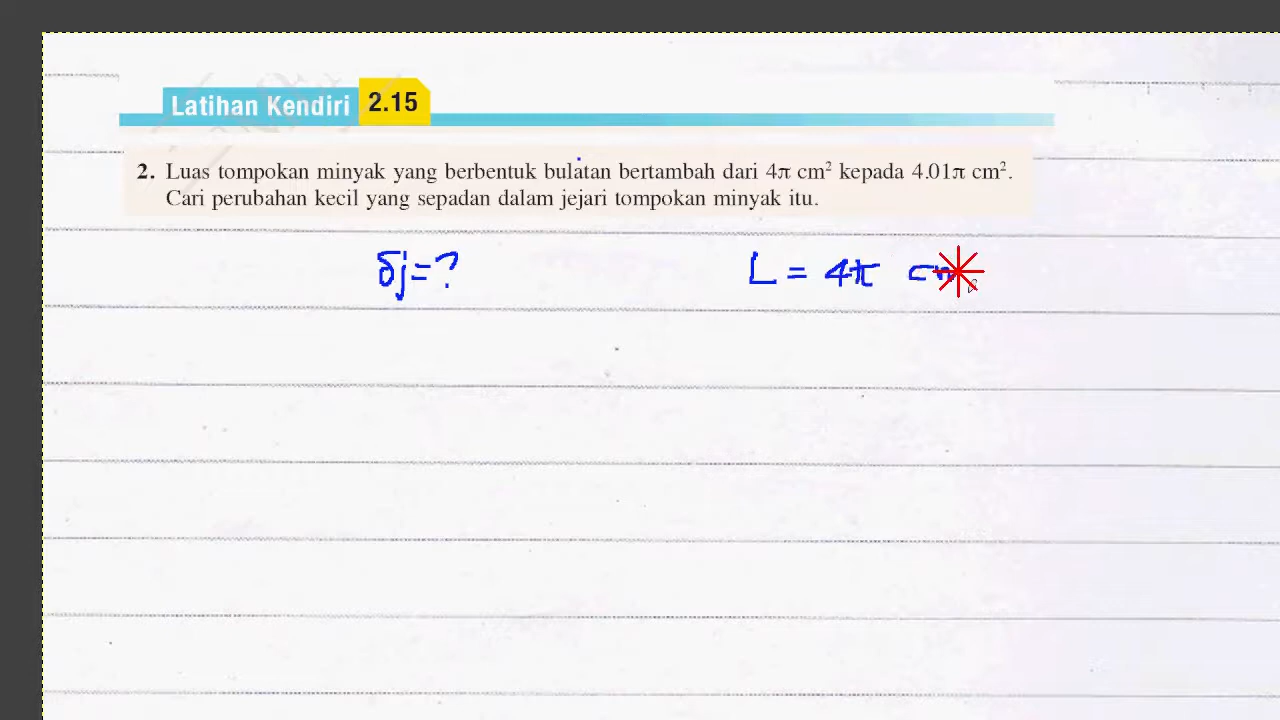 Latihan Kendiri 2.15
2. Luas tompokan minyak yang berbentuk bulatan bertambah dari 4π cm² kepada 4.01π cm².
Cari perubahan kecil yang sepadan dalam jejari tompokan minyak itu.
δj = ? L = 4π cm